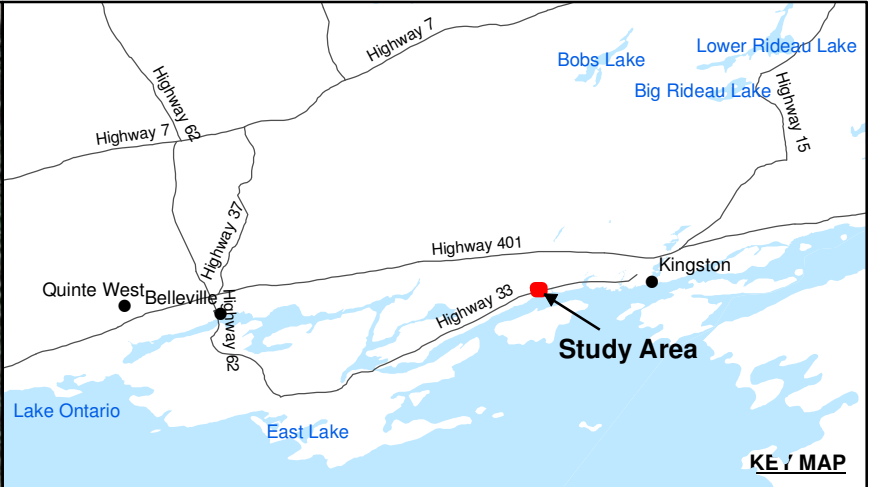 Highway 7
Lower Rideau Lake
Bobs Lake
Highway 62
Big Rideau Lake
Highway 15
Highway 7
Highway 37
Highway 401
Kingston
Quinte West
Belleville
Highway 33
Highway 62
Study Area
Lake Ontario
East Lake
KEY MAP